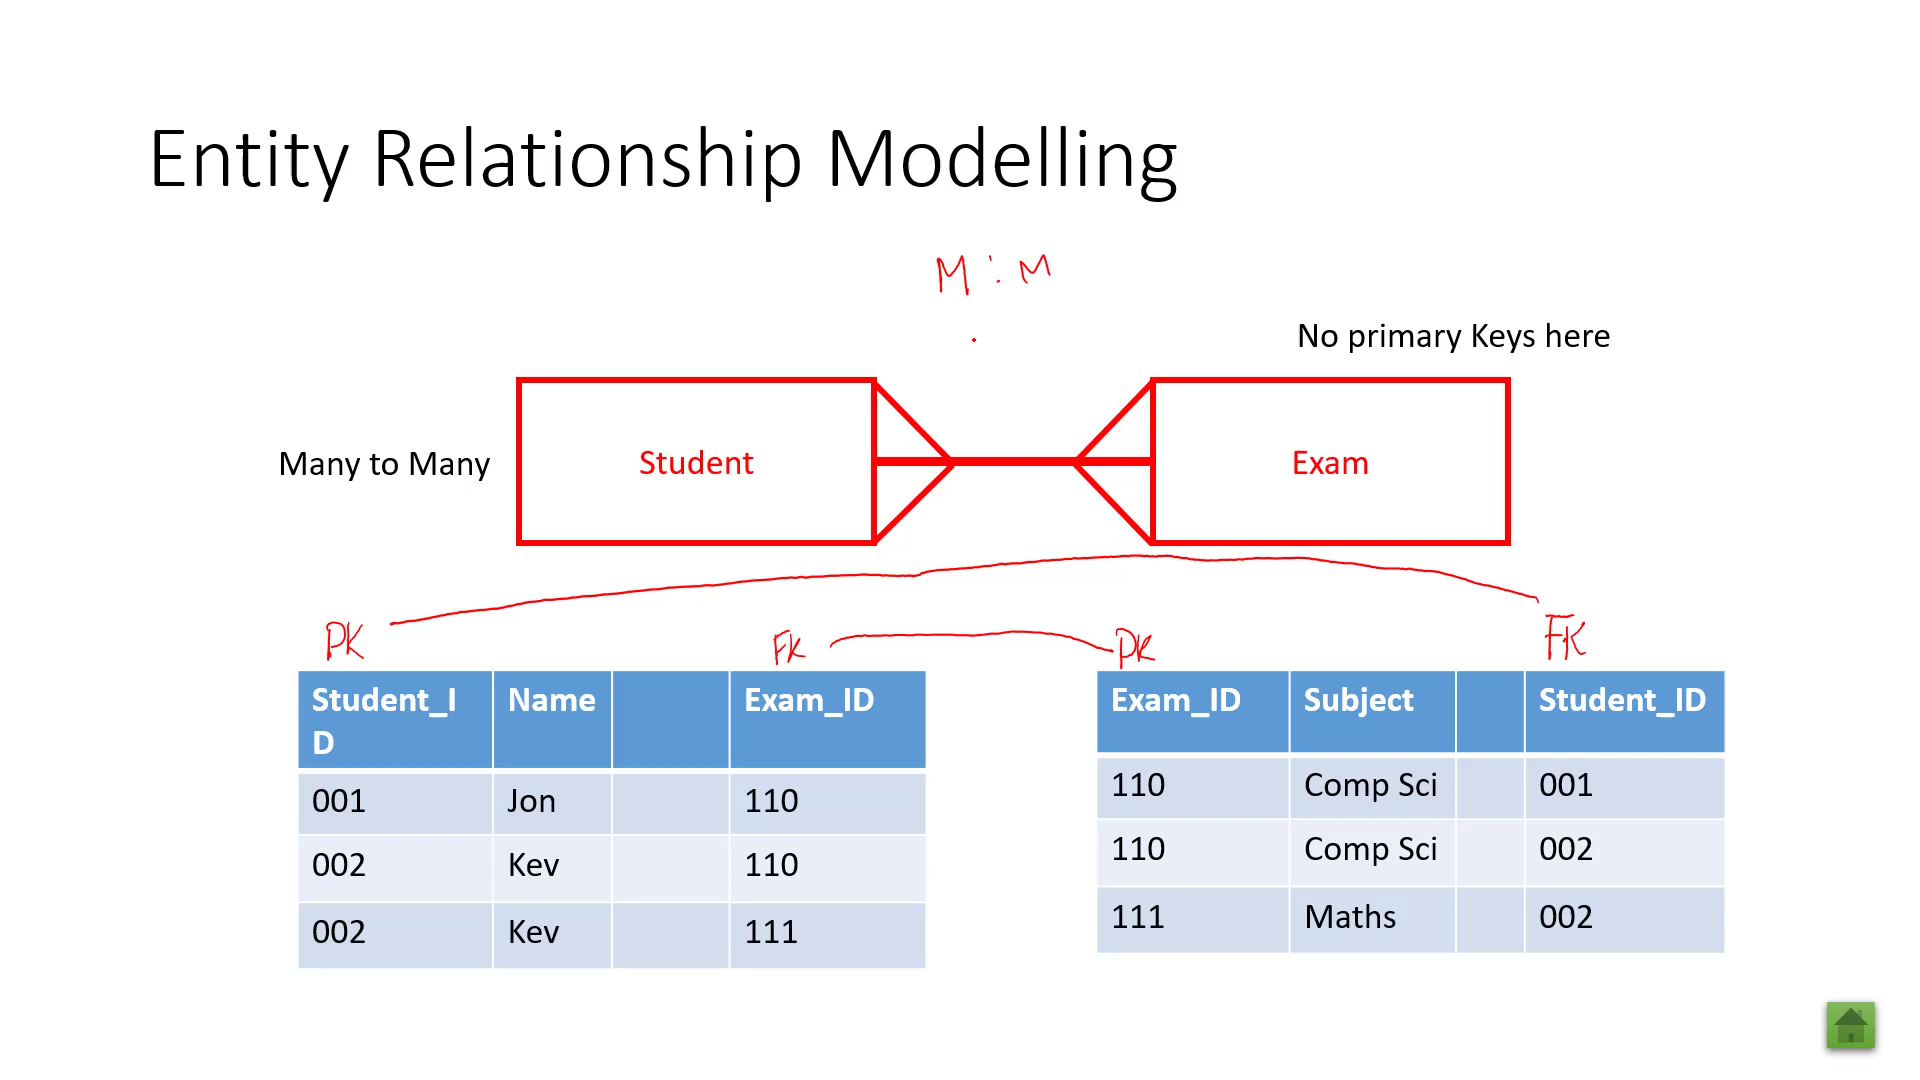 Entity Relationship Modelling
M : M
No primary Keys here
Many to Many
Student
Exam
PK
FK
PK
FK
Student_I
D
Name
Exam_ID
001 Jon 110
002 Kev 110
002 Kev 111
Exam_ID Subject Student_ID
110 Comp Sci 001
110 Comp Sci 002
111 Maths 002